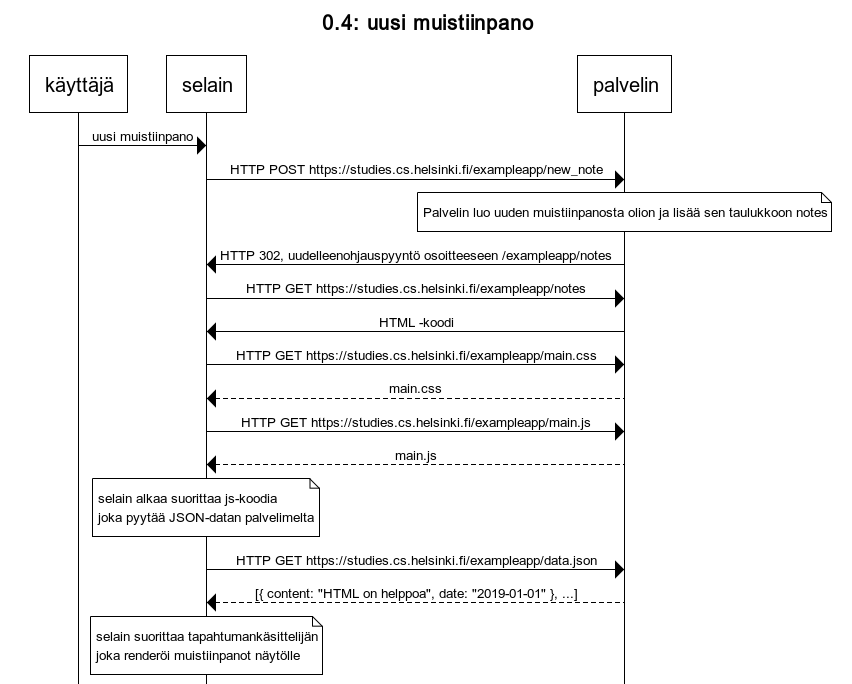 0.4: uusi muistiinpano
käyttäjä
selain
palvelin
uusi muistiinpano
HTTP POST https://studies.cs.helsinki.fi/exampleapp/new_note
Palvelin luo uuden muistiinpanosta olion ja lisää sen taulukkoon notes
HTTP 302, uudelleenohjauspyyntö osoitteeseen /exampleapp/notes
HTTP GET https://studies.cs.helsinki.fi/exampleapp/notes
HTML -koodi
HTTP GET https://studies.cs.helsinki.fi/exampleapp/main.css
main.css
HTTP GET https://studies.cs.helsinki.fi/exampleapp/main.js
main.js
selain alkaa suorittaa js-koodia
joka pyytää JSON-datan palvelimelta
HTTP GET https://studies.cs.helsinki.fi/exampleapp/data.json
[{ content: "HTML on helppoa", date: "2019-01-01" }, ...]
selain suorittaa tapahtumankäsittelijän
joka renderöi muistiinpanot näytölle